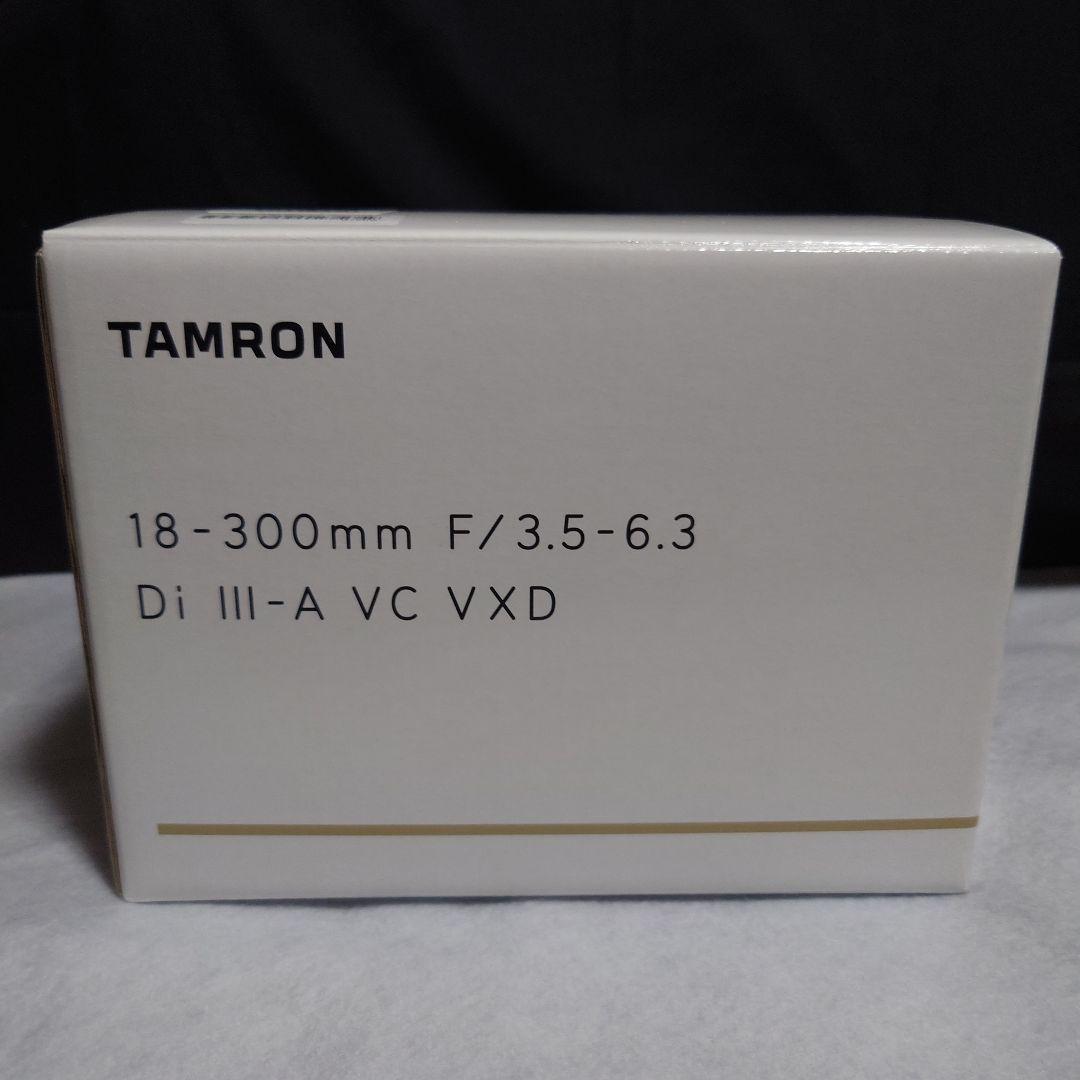 TAMRON
18-300mm F/3.5-6.3
Di III-A VC VXD